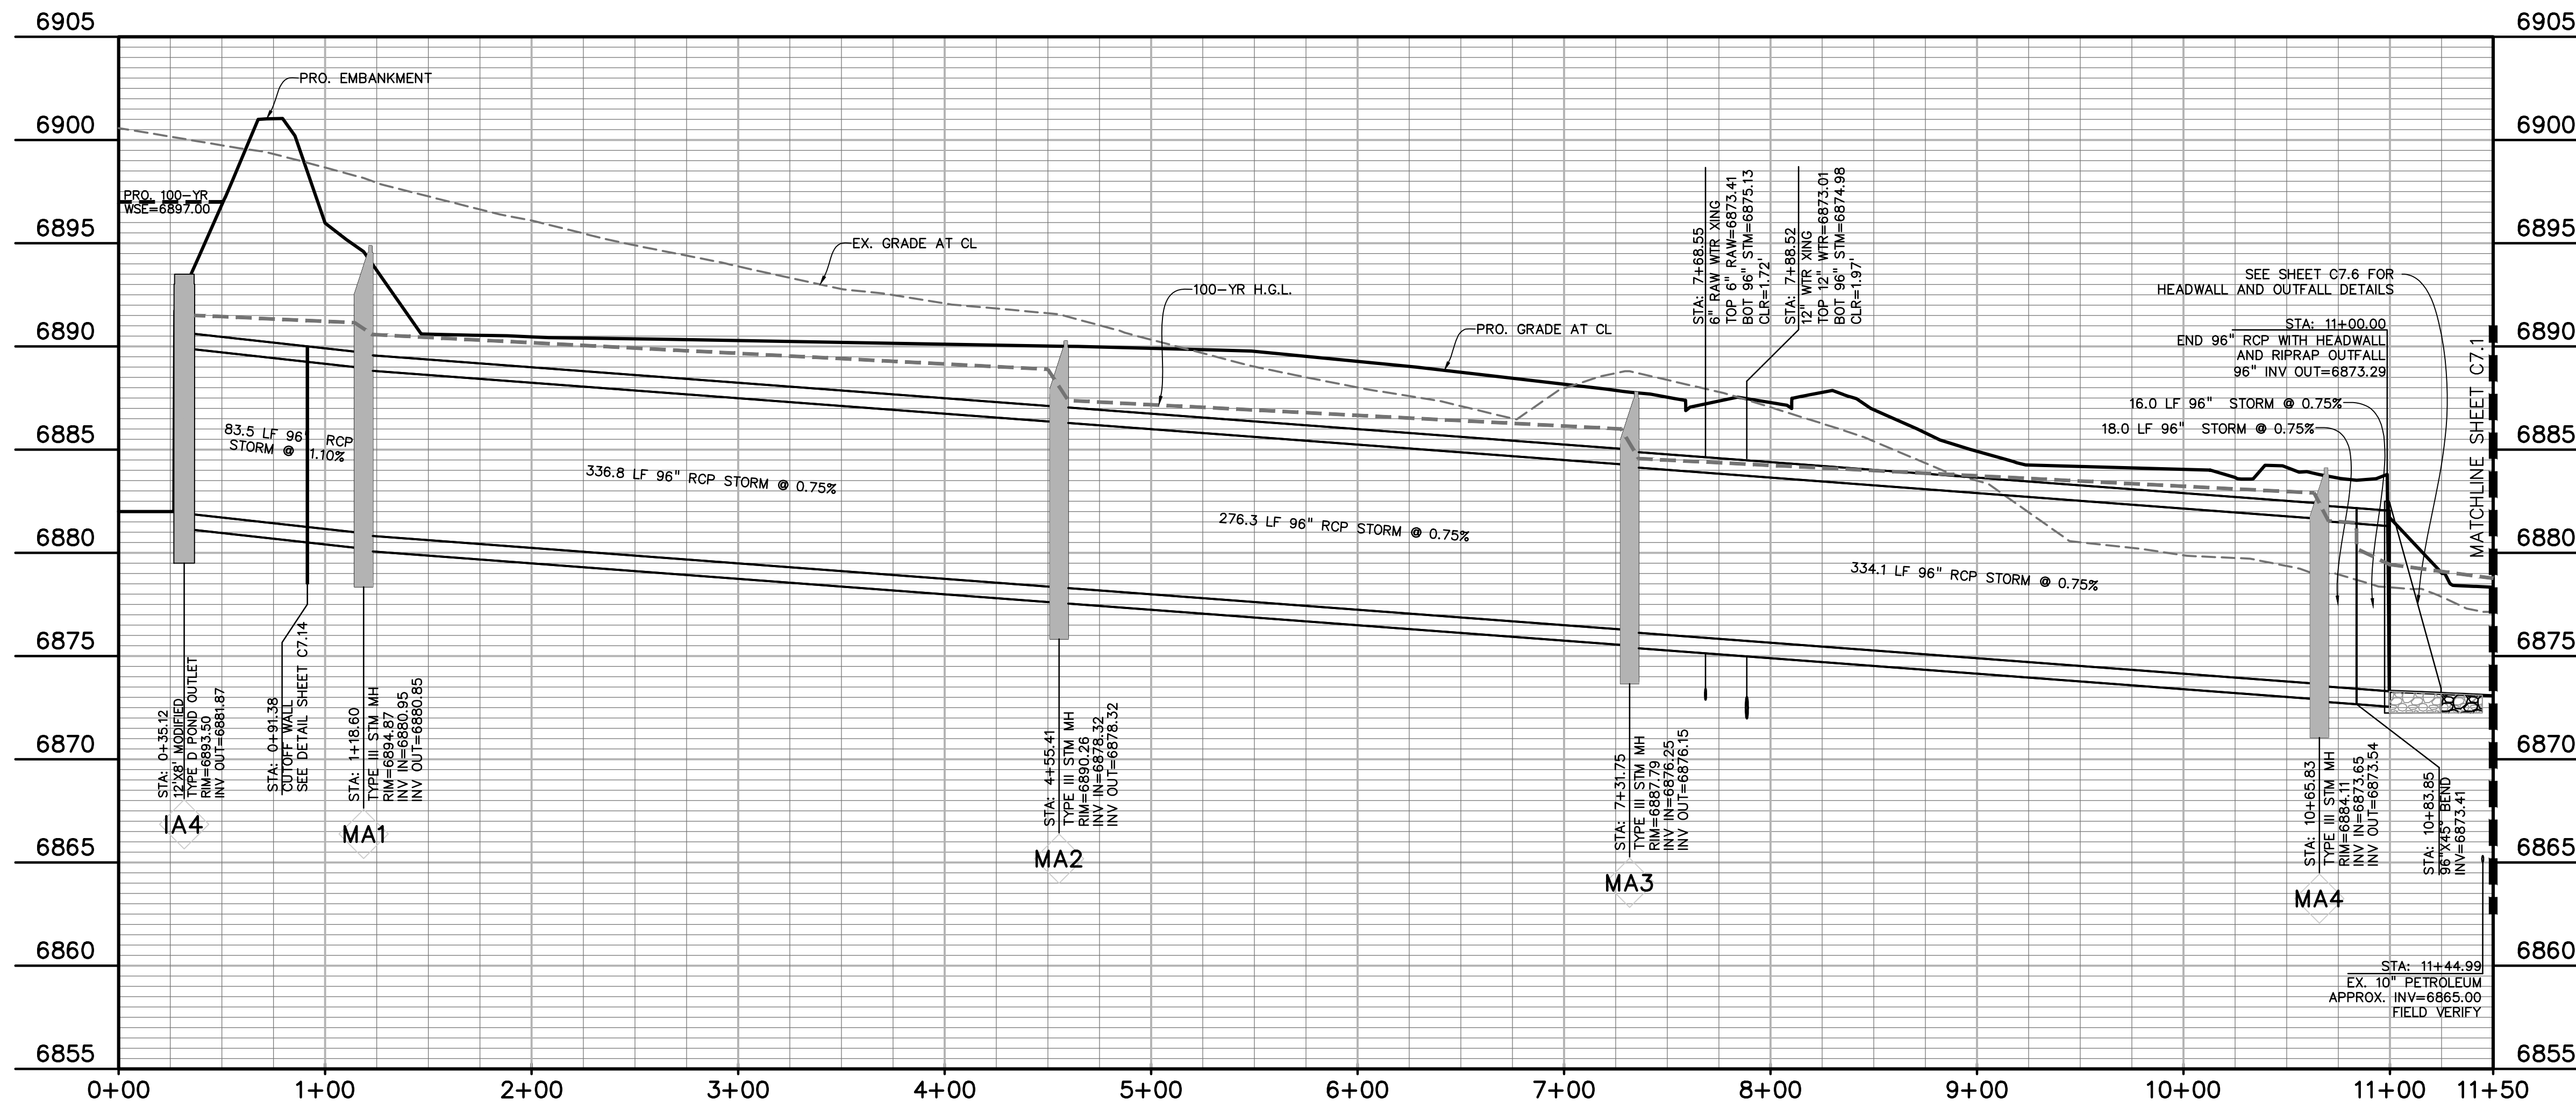 6905
6900
6895
6890
6885
6880
6875
6870
6865
6860
6855
6905
6900
6895
6890
6885
6880
6875
6870
6865
6860
6855
PRO. EMBANKMENT
PRO. 100-YR
WSE=6897.00
EX. GRADE AT CL
100-YR H.G.L.
PRO. GRADE AT CL
STA: 7+68.55
6" RAW WTR XING
TOP 6" RAW=6873.41
BOT 96" STM=6875.13
CLR=1.72'
STA: 7+88.52
12" WTR XING
TOP 12" WTR=6873.01
BOT 96" STM=6874.98
CLR=1.97'
SEE SHEET C7.6 FOR
HEADWALL AND OUTFALL DETAILS
STA: 11+00.00
END 96" RCP WITH HEADWALL
AND RIPRAP OUTFALL
96" INV OUT=6873.29
16.0 LF 96" STORM @ 0.75%
18.0 LF 96" STORM @ 0.75%
MATCHLINE SHEET C7.1
83.5 LF 96" RCP
STORM @ 1.10%
336.8 LF 96" RCP STORM @ 0.75%
276.3 LF 96" RCP STORM @ 0.75%
334.1 LF 96" RCP STORM @ 0.75%
STA: 0+35.12
12'X8' MODIFIED
TYPE D POND OUTLET
RIM=6893.50
INV OUT=6881.87
IA4
STA: 0+91.38
CUTOFF WALL
SEE DETAIL SHEET C7.14
STA: 1+18.60
TYPE III STM MH
RIM=6894.87
INV IN=6880.95
INV OUT=6880.85
MA1
STA: 4+55.41
TYPE III STM MH
RIM=6890.26
INV IN=6878.32
INV OUT=6878.32
MA2
STA: 7+31.75
TYPE III STM MH
RIM=6887.79
INV IN=6876.25
INV OUT=6876.15
MA3
STA: 10+65.83
TYPE III STM MH
RIM=6884.11
INV IN=6873.65
INV OUT=6873.54
MA4
STA: 10+83.85
96"X45° BEND
INV=6873.41
STA: 11+44.99
EX. 10" PETROLEUM
APPROX. INV=6865.00
FIELD VERIFY
0+00
1+00
2+00
3+00
4+00
5+00
6+00
7+00
8+00
9+00
10+00
11+00
11+50